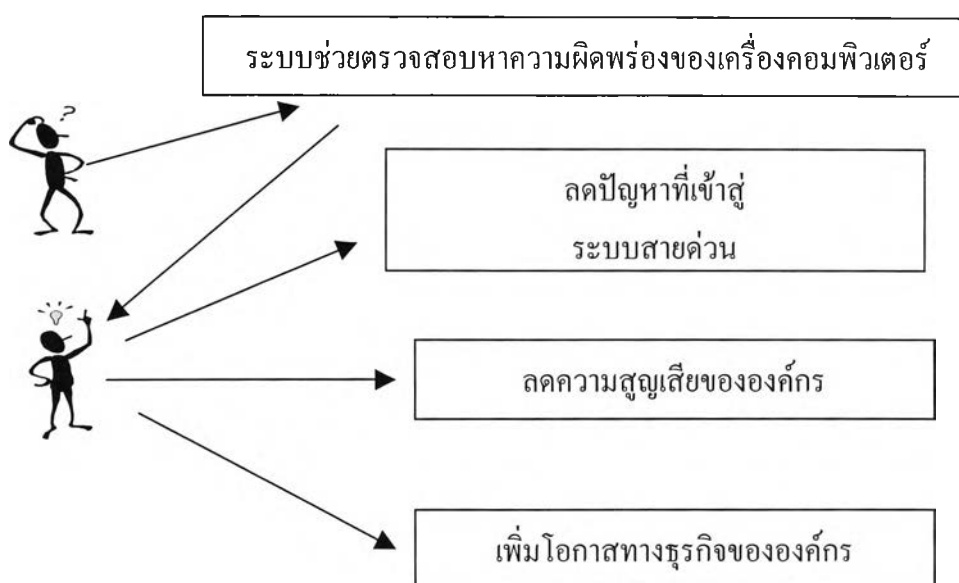 ระบบช่วยตรวจสอบหาความผิดพร่องของเครื่องคอมพิวเตอร์
?
ลดปัญหาที่เข้าสู่
ระบบสายด่วน
ลดความสูญเสียขององค์กร
เพิ่มโอกาสทางธุรกิจขององค์กร